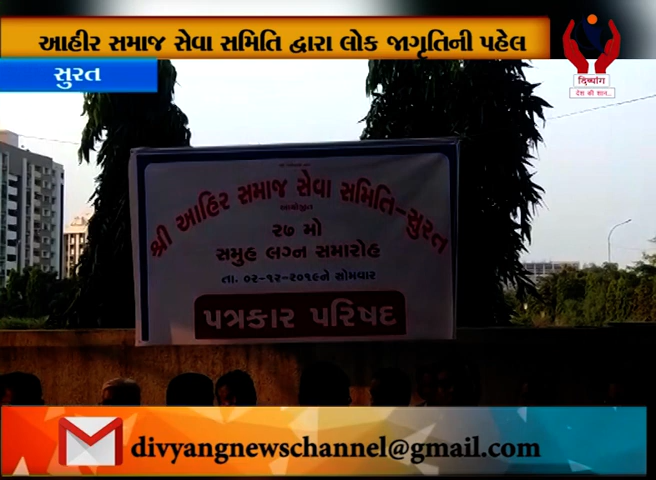 આહીર સમાજ સેવા સમિતિ દ્વારા લોક જાગૃતિની પહેલ
સુરત
दिव्यांग
देश की शान...
શ્રી આહિર સમાજ સેવા સમિતિ-સુરત
આયોજીત
૨૭ મો
સમુહ લગ્ન સમારોહ
તા. ૦૨-૧૨-૨૦૧૯ને સોમવાર
પત્રકાર પરિષદ
divyangnewschannel@gmail.com